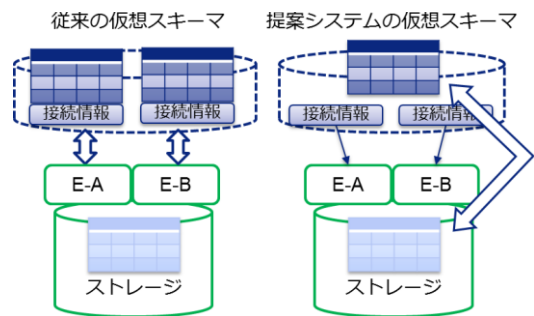 従来の仮想スキーマ
提案システムの仮想スキーマ
接続情報
接続情報
接続情報
接続情報
E-A
E-B
E-A
E-B
ストレージ
ストレージ